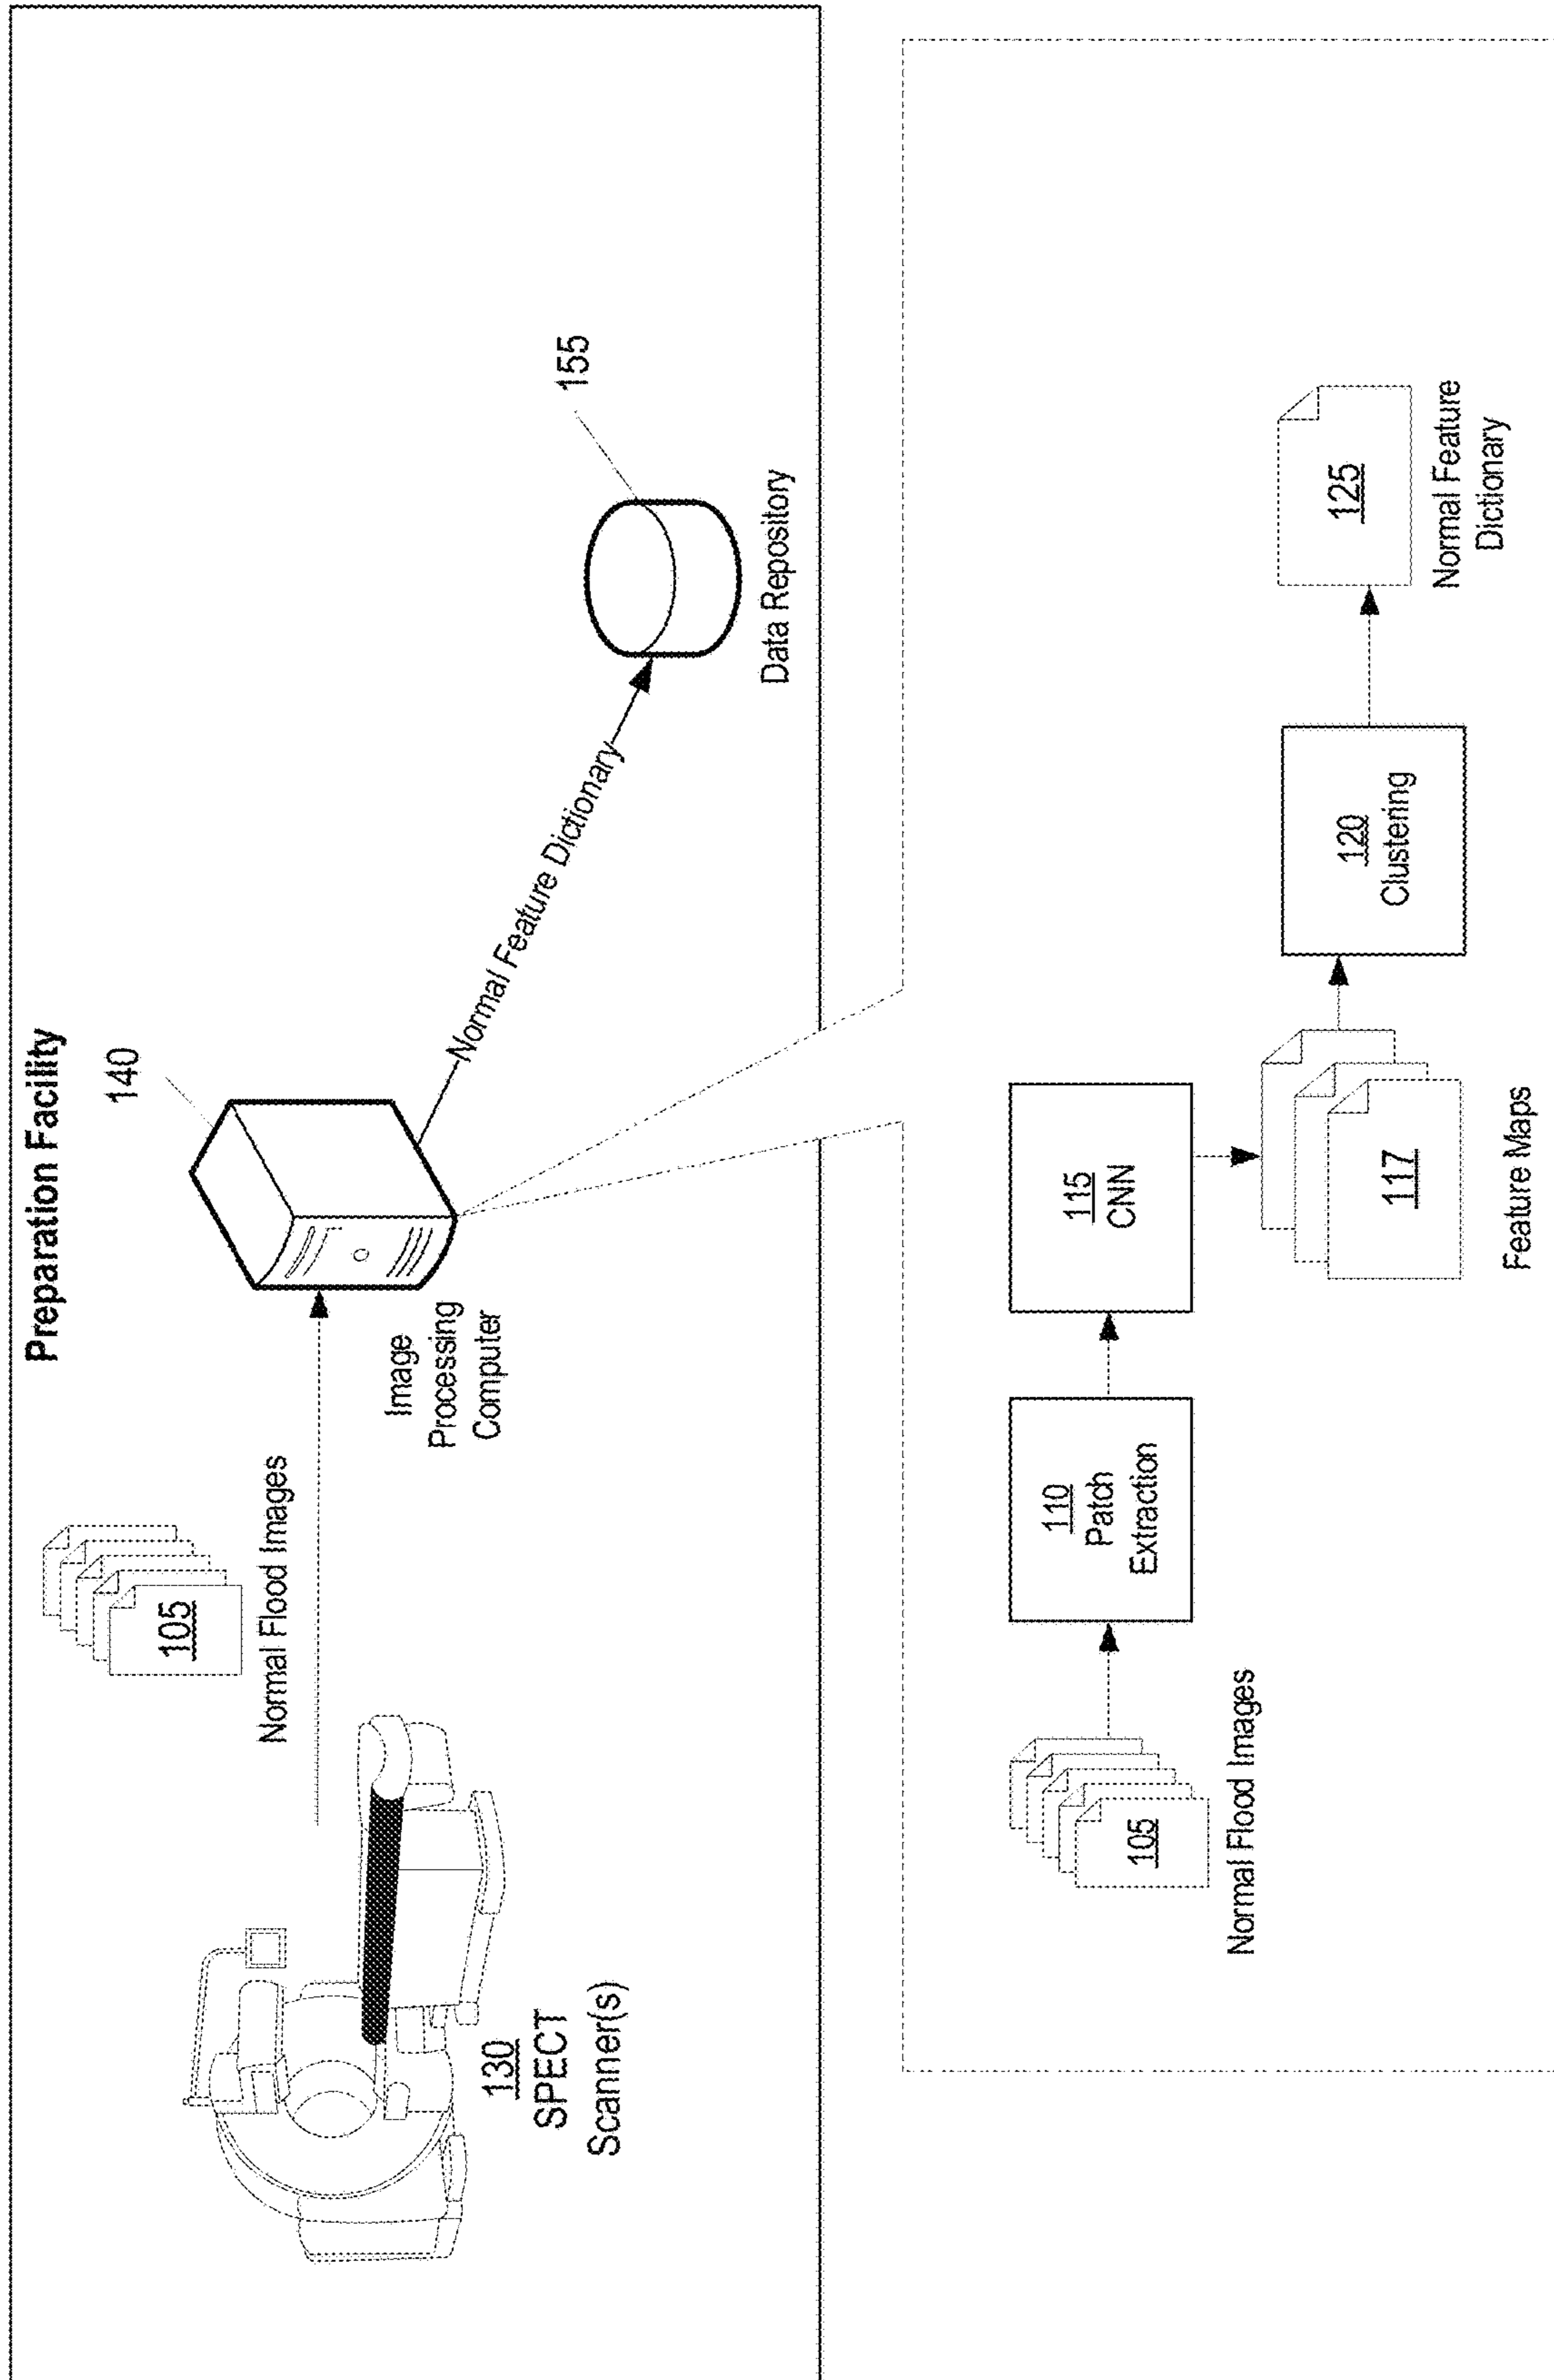 Preparation Facility
105
Normal Flood Images
140
Image
Processing
Computer
130
SPECT
Scanner(s)
Normal Feature Dictionary
155
Data Repository
105
Normal Flood Images
110
Patch
Extraction
115
CNN
117
Feature Maps
120
Clustering
125
Normal Feature
Dictionary